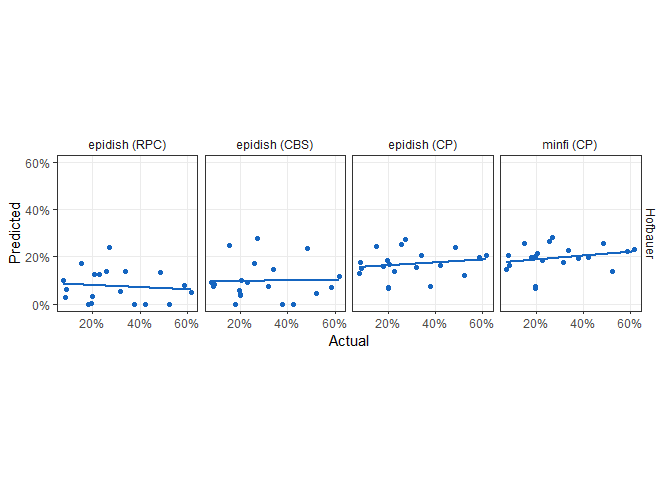 epidish (RPC) epidish (CBS) epidish (CP) minfi (CP)
60%
40%
20%
0%
Predicted
Hofbauer
20% 40% 60% 20% 40% 60% 20% 40% 60% 20% 40% 60%
Actual